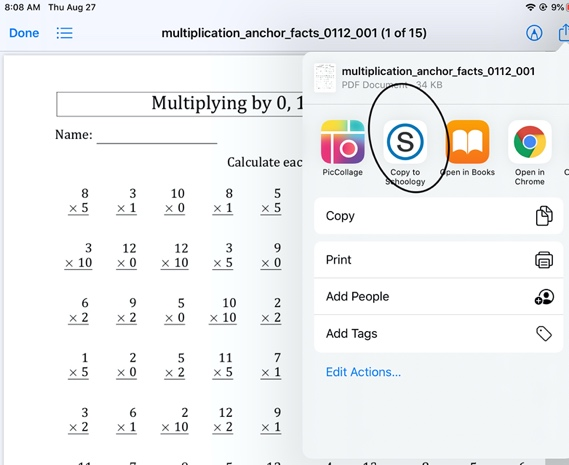 8:08 AM Thu Aug 27
9%
Done
multiplication_anchor_facts_0112_001 (1 of 15)
multiplication_anchor_facts_0112_001
PDF Document · 34 KB
Multiplying by 0, 1
Name:
Calculate eac
PicCollage
S
Copy to
Schoology
Open in Books
Open in
Chrome
Copy
Print
Add People
Add Tags
Edit Actions...
8 3 10 8 5
× 5 × 1 × 0 × 1 × 5
3 12 12 3 9
× 10 × 0 × 10 × 5 × 0
6 9 5 10 2
× 2 × 2 × 0 × 10 × 2
1 2 5 11 7
× 5 × 0 × 2 × 5 × 1
3 6 2 12 9
× 2 × 1 × 10 × 2 × 1